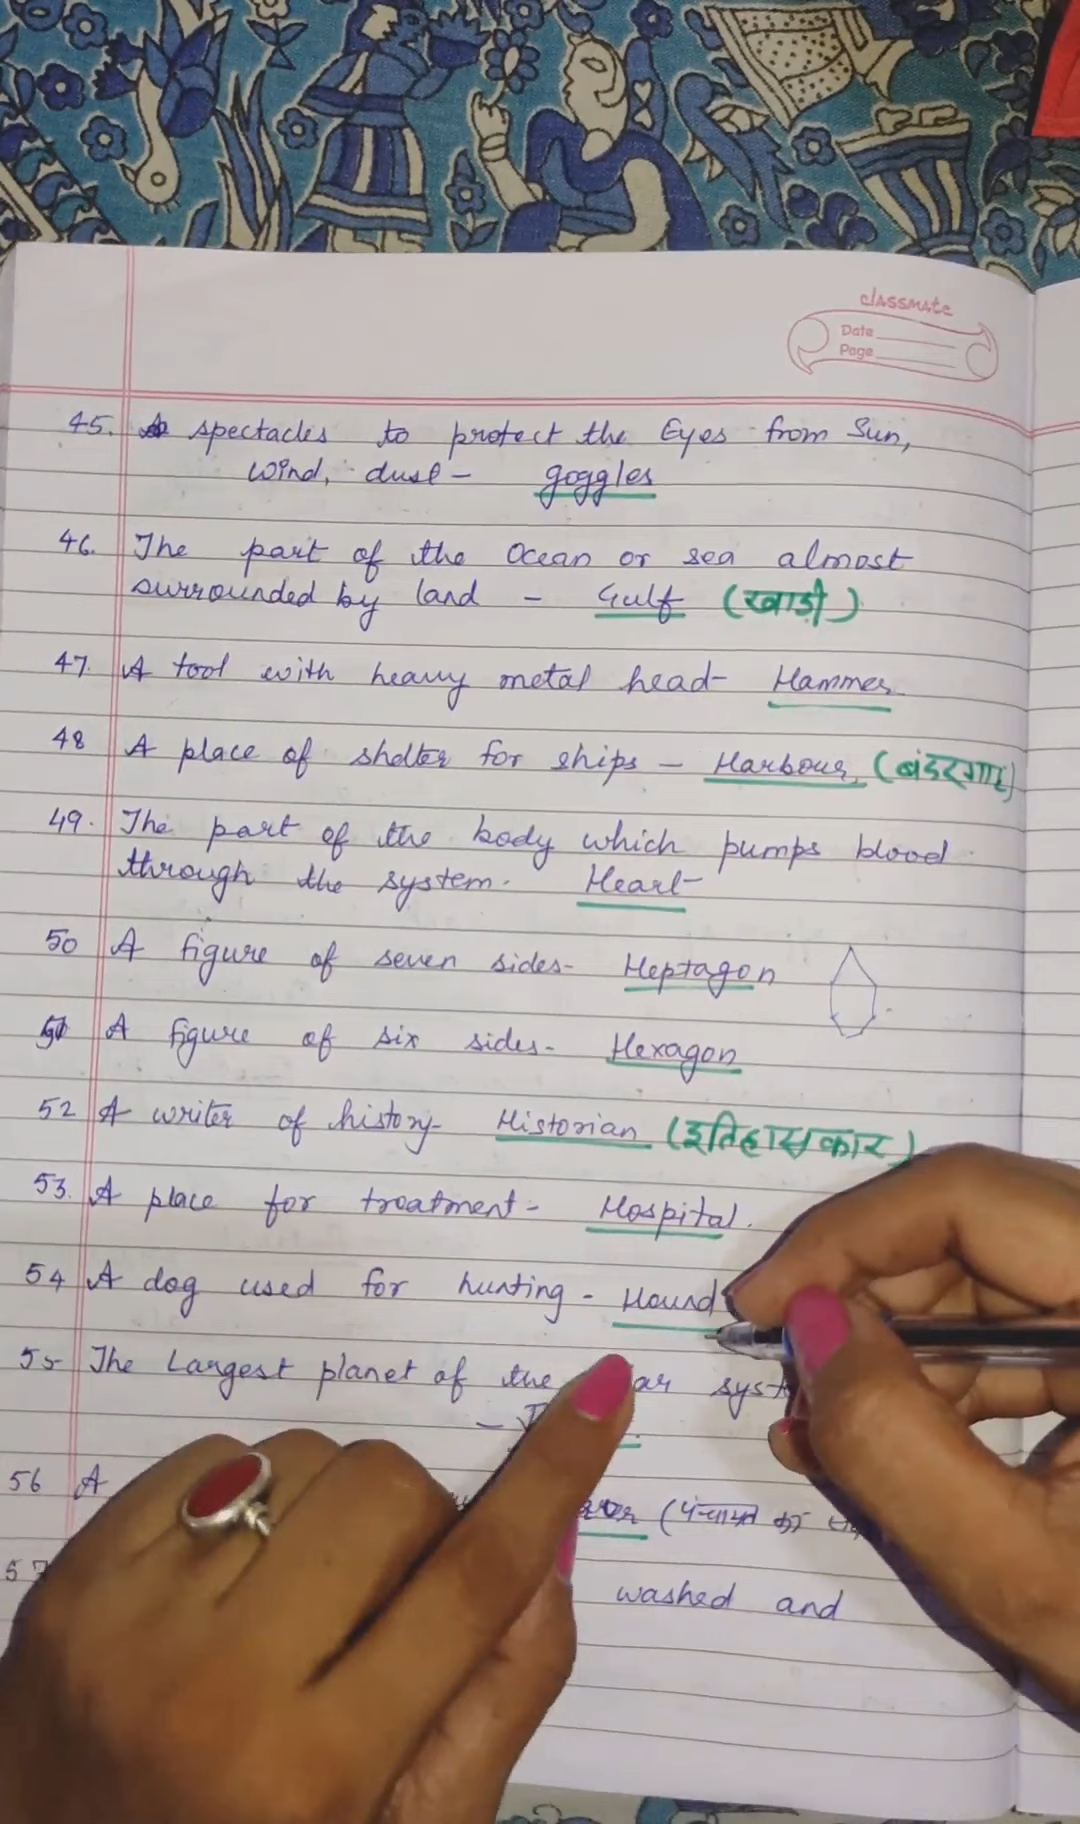 classmate
Date
Page
45. spectacles to protect the Eyes from Sun,
wind, dust - goggles
46. The part of the Ocean or sea almost
surrounded by land - Gulf (खाड़ी)
47. A tool with heavy metal head- Hammer
48 A place of shelter for ships - Harbour (बंदरगाह)
49. The part of the body which pumps blood
through the system. Heart
50 A figure of seven sides- Heptagon
51 A figure of six sides- Hexagon
52 A writer of history- Historian (इतिहासकार)
53. A place for treatment- Hospital.
54 A dog used for hunting - Hound
55 The Largest planet of the
56 A
57 washed and